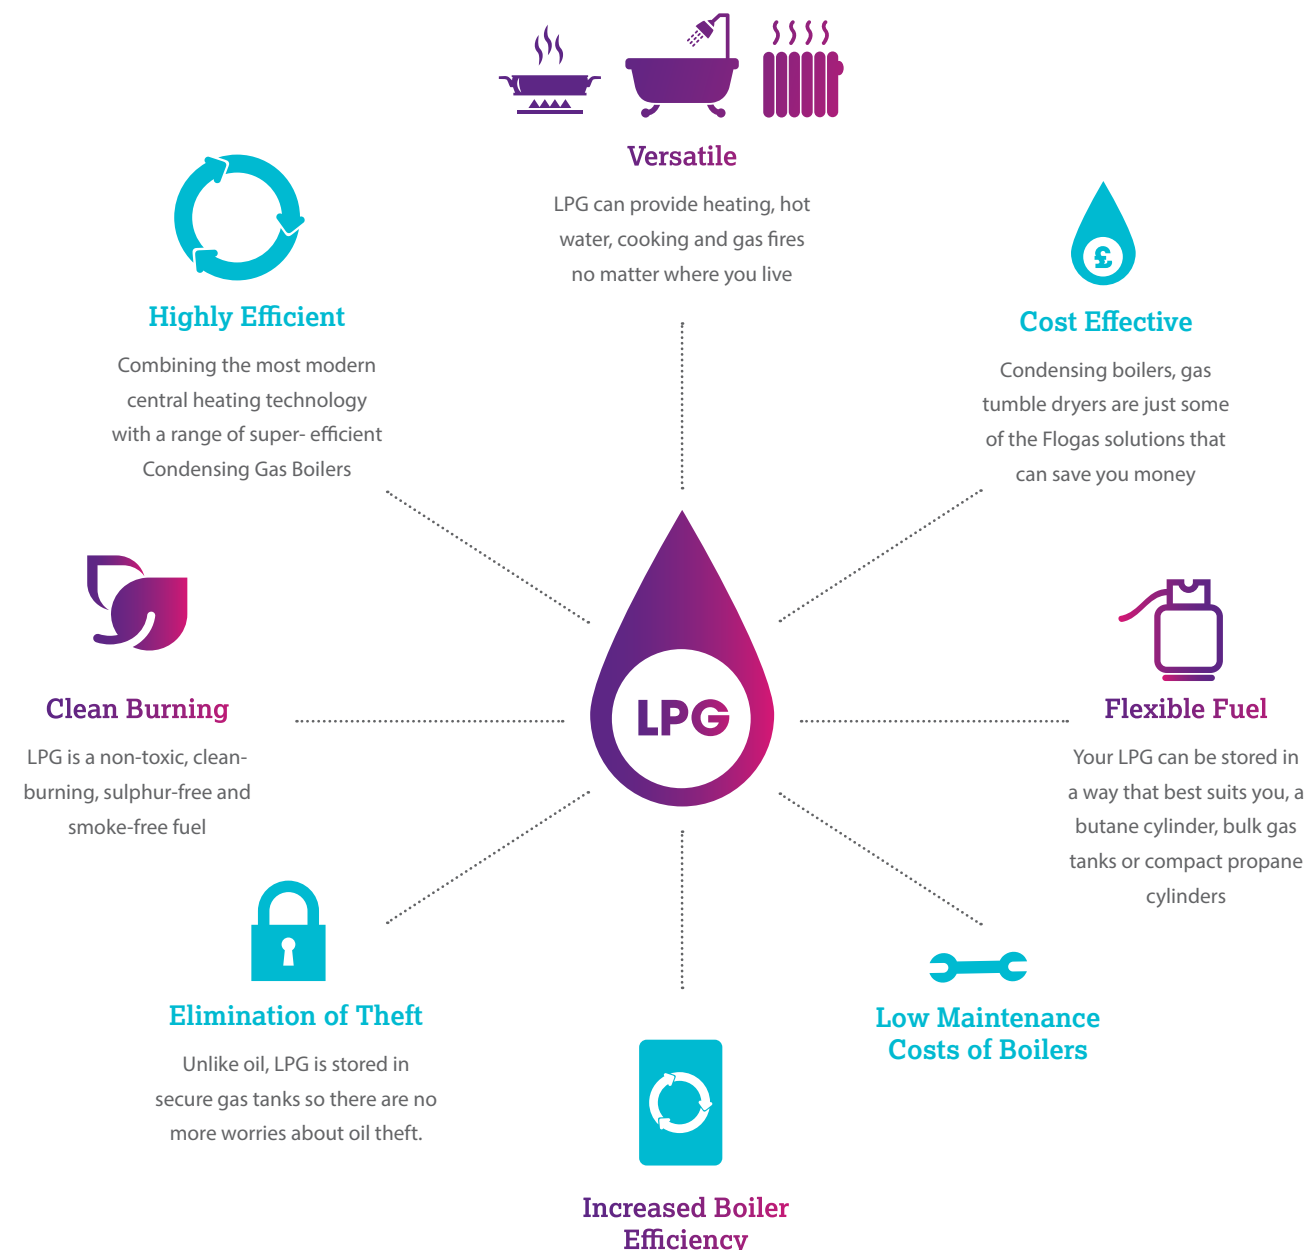 Versatile
LPG can provide heating, hot
water, cooking and gas fires
no matter where you live
Highly Efficient
Combining the most modern
central heating technology
with a range of super- efficient
Condensing Gas Boilers
£
Cost Effective
Condensing boilers, gas
tumble dryers are just some
of the Flogas solutions that
can save you money
Clean Burning
LPG is a non-toxic, clean-
burning, sulphur-free and
smoke-free fuel
LPG
Flexible Fuel
Your LPG can be stored in
a way that best suits you, a
butane cylinder, bulk gas
tanks or compact propane
cylinders
Elimination of Theft
Unlike oil, LPG is stored in
secure gas tanks so there are no
more worries about oil theft.
Low Maintenance
Costs of Boilers
Increased Boiler
Efficiency